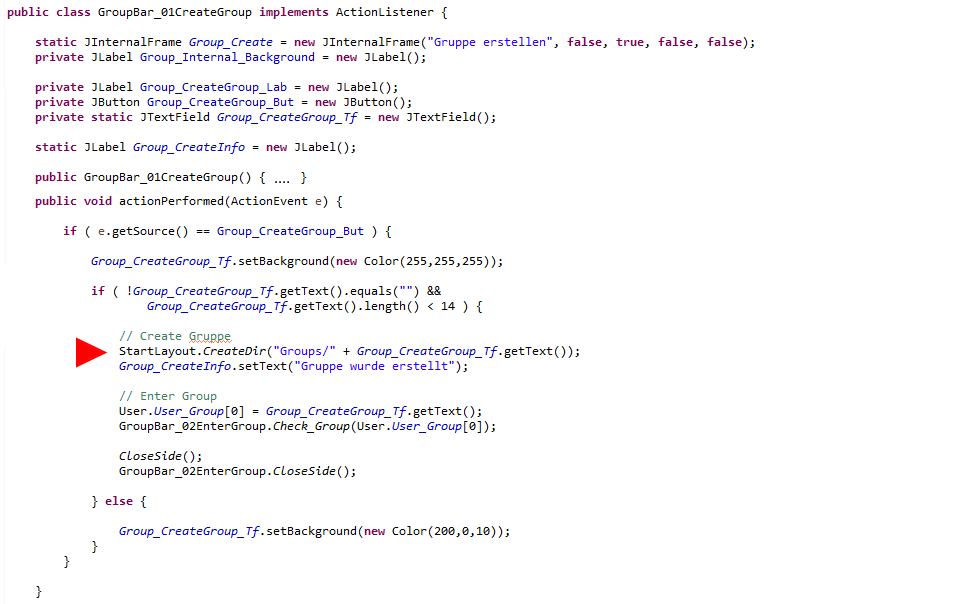 public class GroupBar_01CreateGroup implements ActionListener {
static JInternalFrame Group_Create = new JInternalFrame("Gruppe erstellen", false, true, false, false);
private JLabel Group_Internal_Background = new JLabel();
private JLabel Group_CreateGroup_Lab = new JLabel();
private JButton Group_CreateGroup_But = new JButton();
private static JTextField Group_CreateGroup_Tf = new JTextField();
static JLabel Group_CreateInfo = new JLabel();
public GroupBar_01CreateGroup() { .... }
public void actionPerformed(ActionEvent e) {
if ( e.getSource() == Group_CreateGroup_But ) {
Group_CreateGroup_Tf.setBackground(new Color(255,255,255));
if ( !Group_CreateGroup_Tf.getText().equals("") &&
Group_CreateGroup_Tf.getText().length() < 14 ) {
// Create Gruppe
StartLayout.CreateDir("Groups/" + Group_CreateGroup_Tf.getText());
Group_CreateInfo.setText("Gruppe wurde erstellt");
// Enter Group
User.User_Group[0] = Group_CreateGroup_Tf.getText();
GroupBar_02EnterGroup.Check_Group(User.User_Group[0]);
CloseSide();
GroupBar_02EnterGroup.CloseSide();
} else {
Group_CreateGroup_Tf.setBackground(new Color(200,0,10));
}
}
}